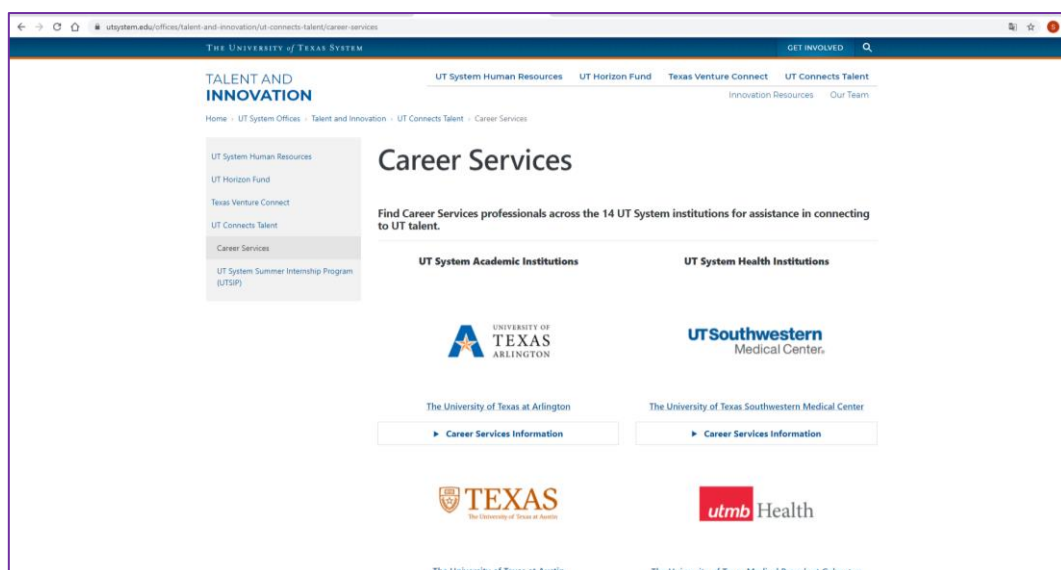 utsystem.edu/offices/talent-and-innovation/ut-connects-talent/career-services
THE UNIVERSITY of TEXAS SYSTEM
GET INVOLVED
TALENT AND
INNOVATION
UT System Human Resources UT Horizon Fund Texas Venture Connect UT Connects Talent
Innovation Resources Our Team
Home › UT System Offices › Talent and Innovation › UT Connects Talent › Career Services
UT System Human Resources
UT Horizon Fund
Texas Venture Connect
UT Connects Talent
Career Services
UT System Summer Internship Program
(UTSIP)
Career Services
Find Career Services professionals across the 14 UT System institutions for assistance in connecting
to UT talent.
UT System Academic Institutions
UT System Health Institutions
UNIVERSITY OF
TEXAS
ARLINGTON
UTSouthwestern
Medical Center
The University of Texas at Arlington
The University of Texas Southwestern Medical Center
Career Services Information
Career Services Information
TEXAS
The University of Texas at Austin
utmb Health
The University of Texas at Austin